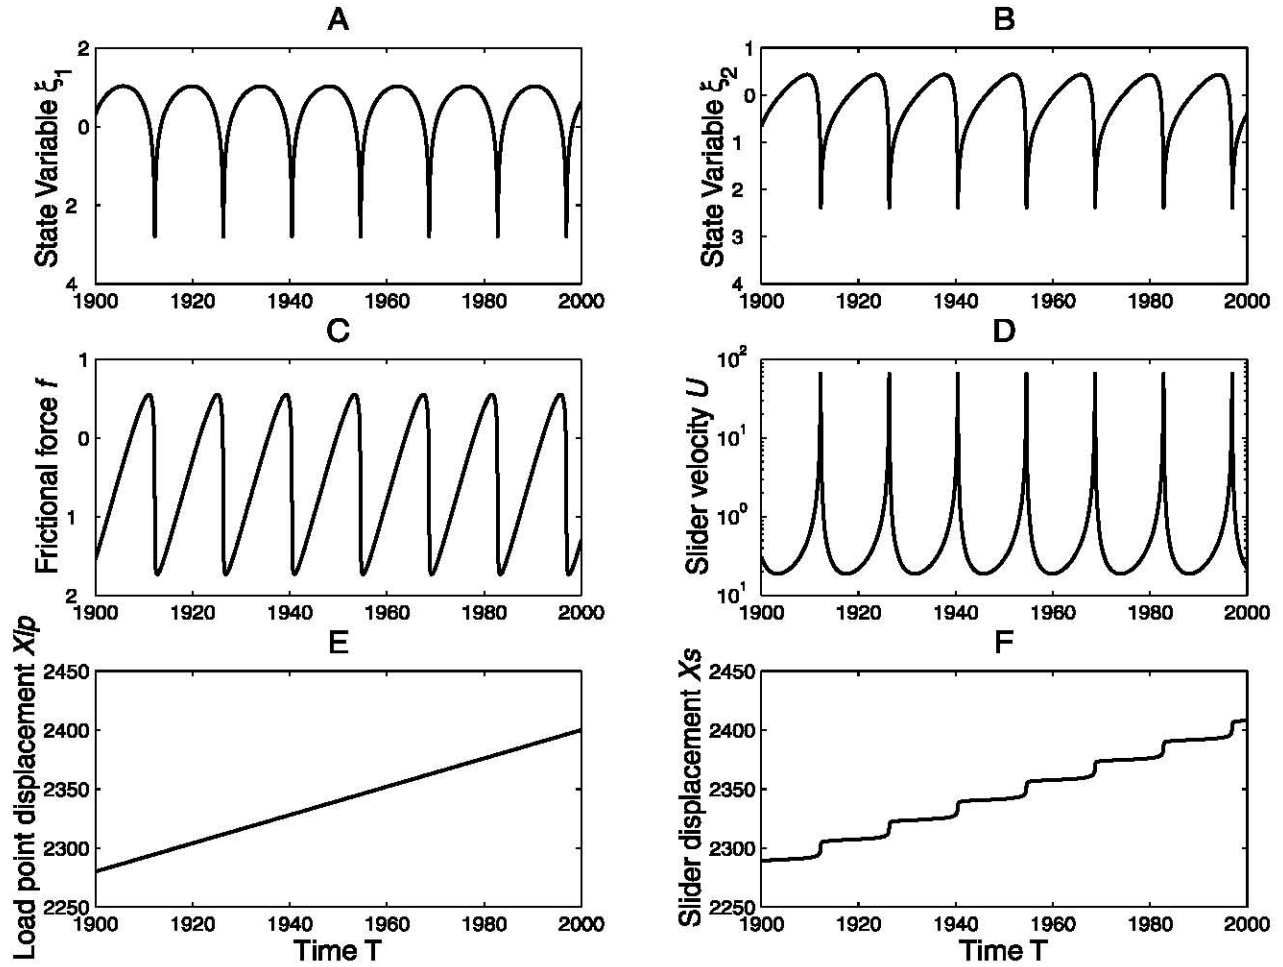 A
B
State Variable ξ1
2
0
2
4
1900 1920 1940 1960 1980 2000
State Variable ξ2
1
0
1
2
3
4
1900 1920 1940 1960 1980 2000
C
D
Frictional force f
1
0
1
2
1900 1920 1940 1960 1980 2000
Slider velocity U
10²
10¹
10⁰
10¹
1900 1920 1940 1960 1980 2000
E
F
Load point displacement Xlp
2450
2400
2350
2300
2250
1900 1920 1940 1960 1980 2000
Time T
Slider displacement Xs
2450
2400
2350
2300
2250
1900 1920 1940 1960 1980 2000
Time T